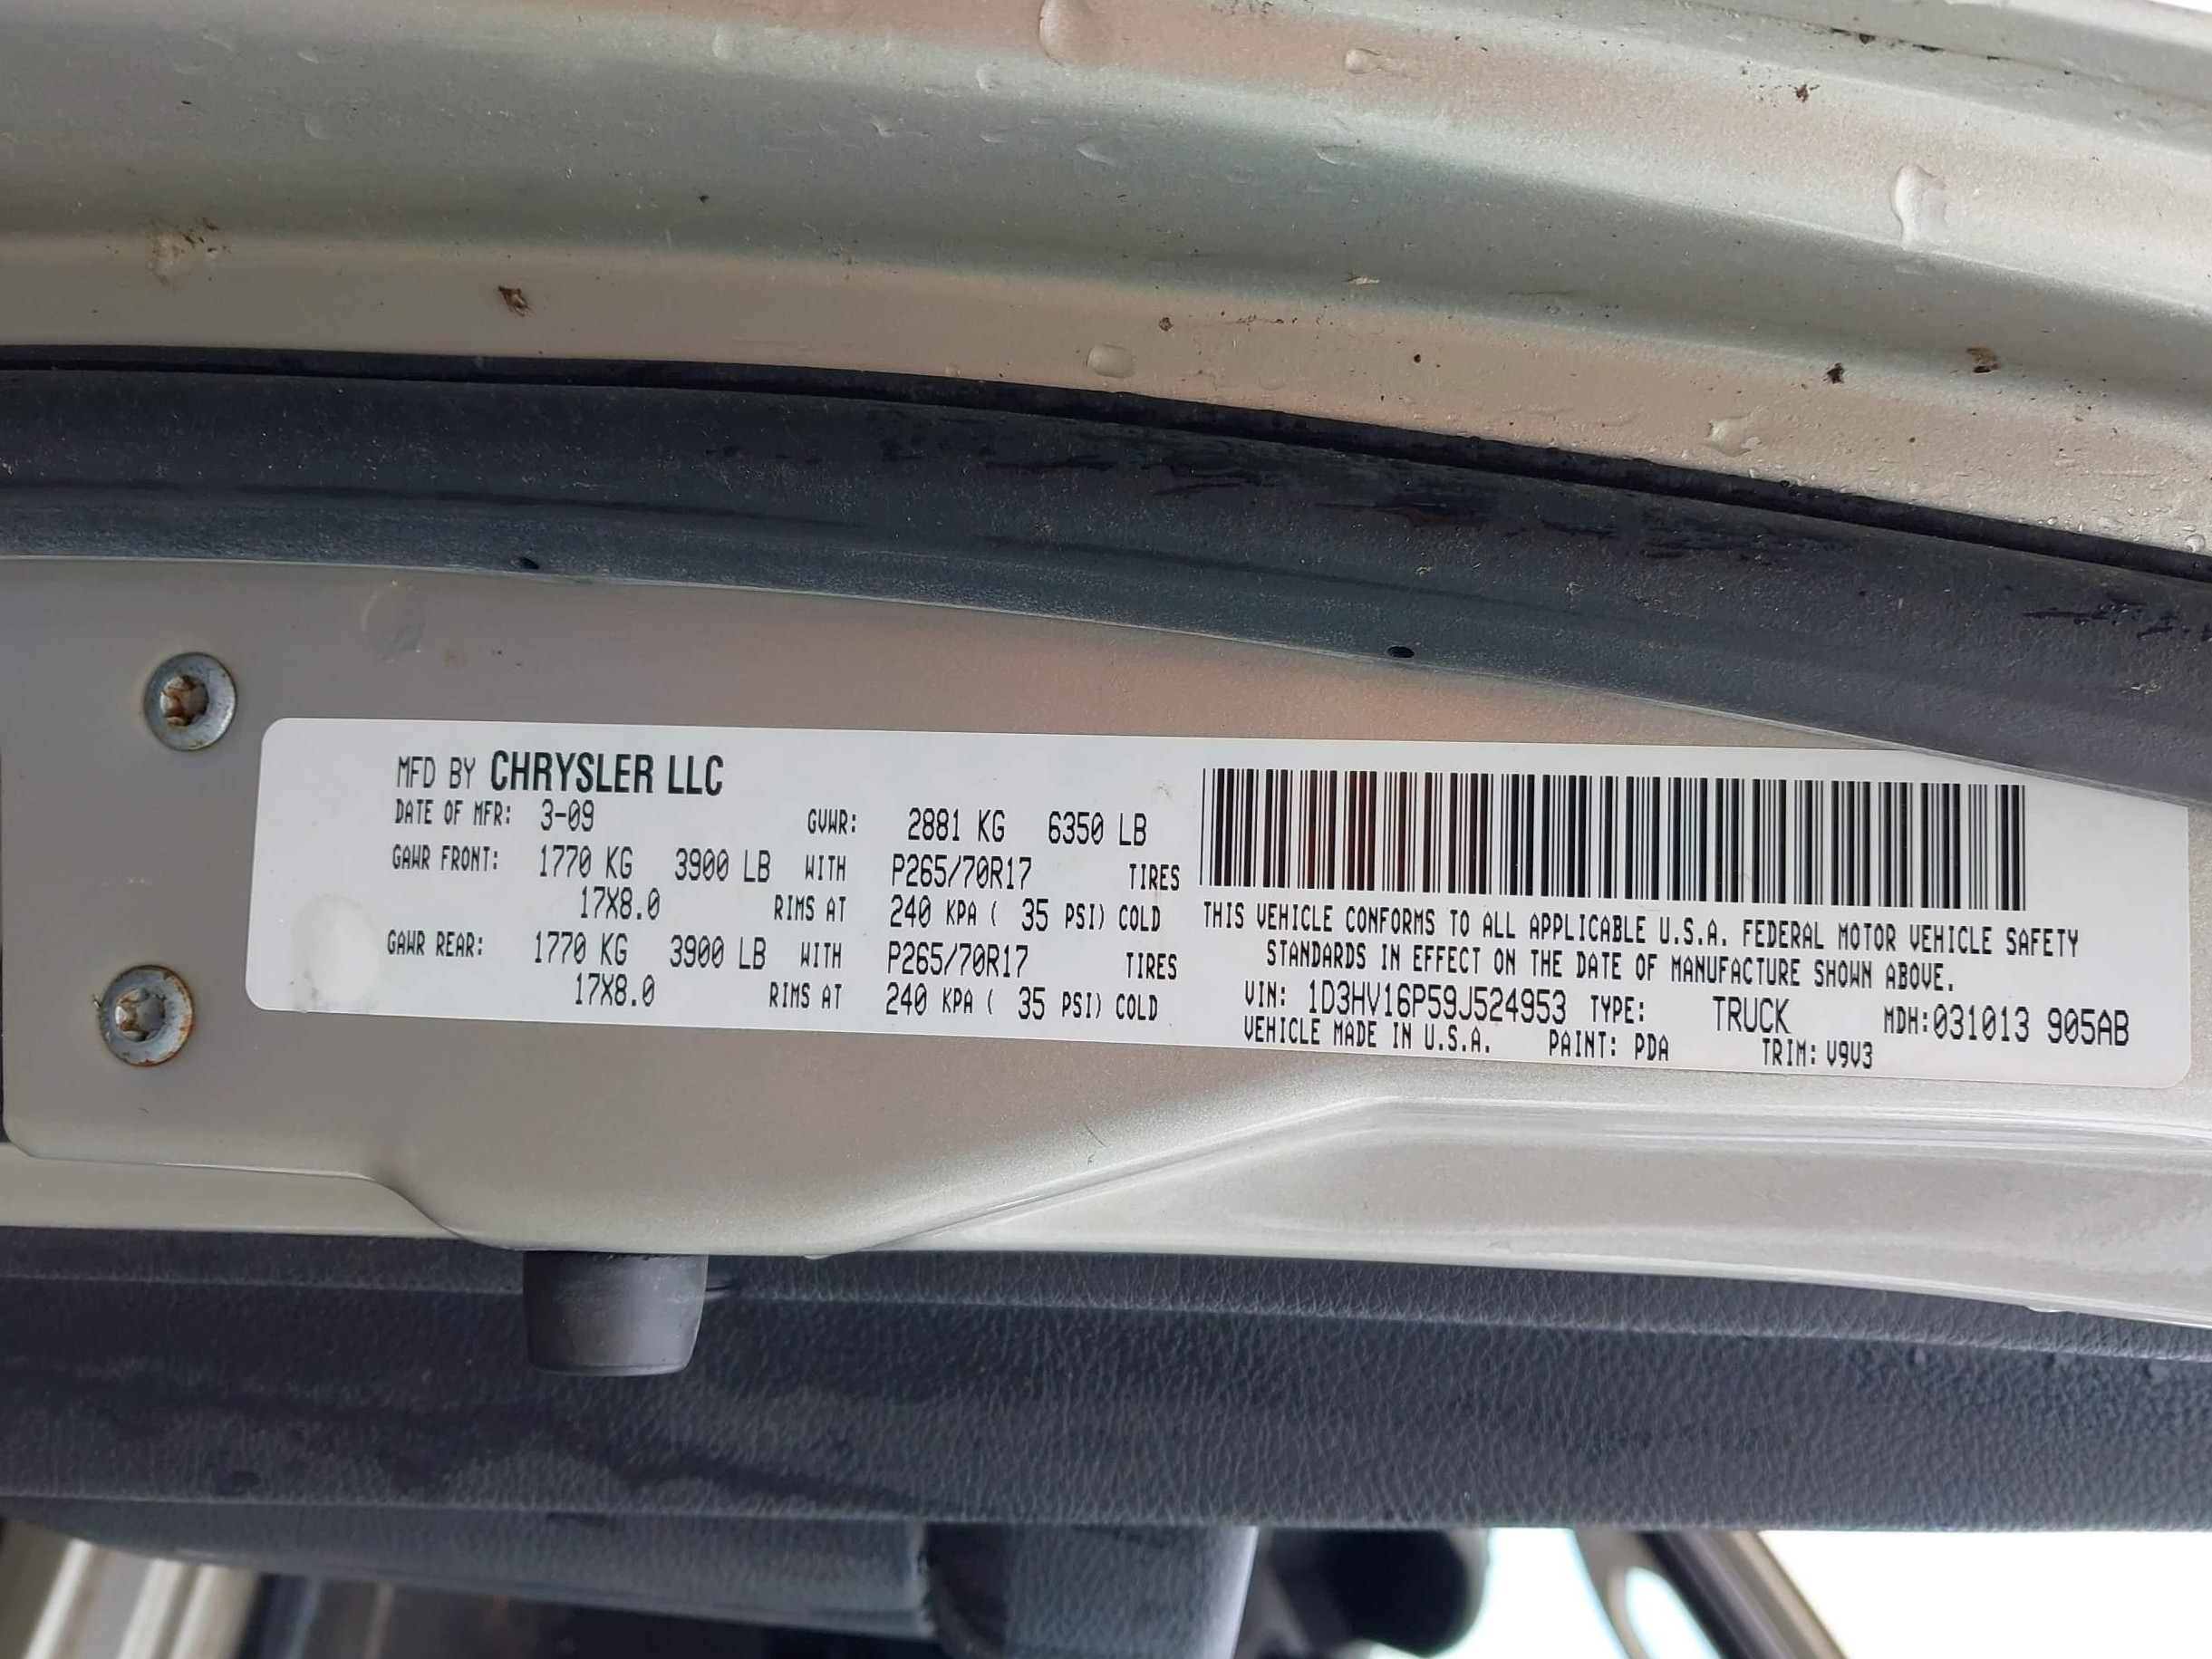 MFD BY CHRYSLER LLC
DATE OF MFR: 3-09 GVWR: 2881 KG 6350 LB
GAWR FRONT: 1770 KG 3900 LB WITH P265/70R17 TIRES
17X8.0 RIMS AT 240 KPA ( 35 PSI) COLD
GAWR REAR: 1770 KG 3900 LB WITH P265/70R17 TIRES
17X8.0 RIMS AT 240 KPA ( 35 PSI) COLD
THIS VEHICLE CONFORMS TO ALL APPLICABLE U.S.A. FEDERAL MOTOR VEHICLE SAFETY
STANDARDS IN EFFECT ON THE DATE OF MANUFACTURE SHOWN ABOVE.
VIN: 1D3HV16P59J524953 TYPE: TRUCK MDH:031013 905AB
VEHICLE MADE IN U.S.A. PAINT: PDA TRIM: V9V3